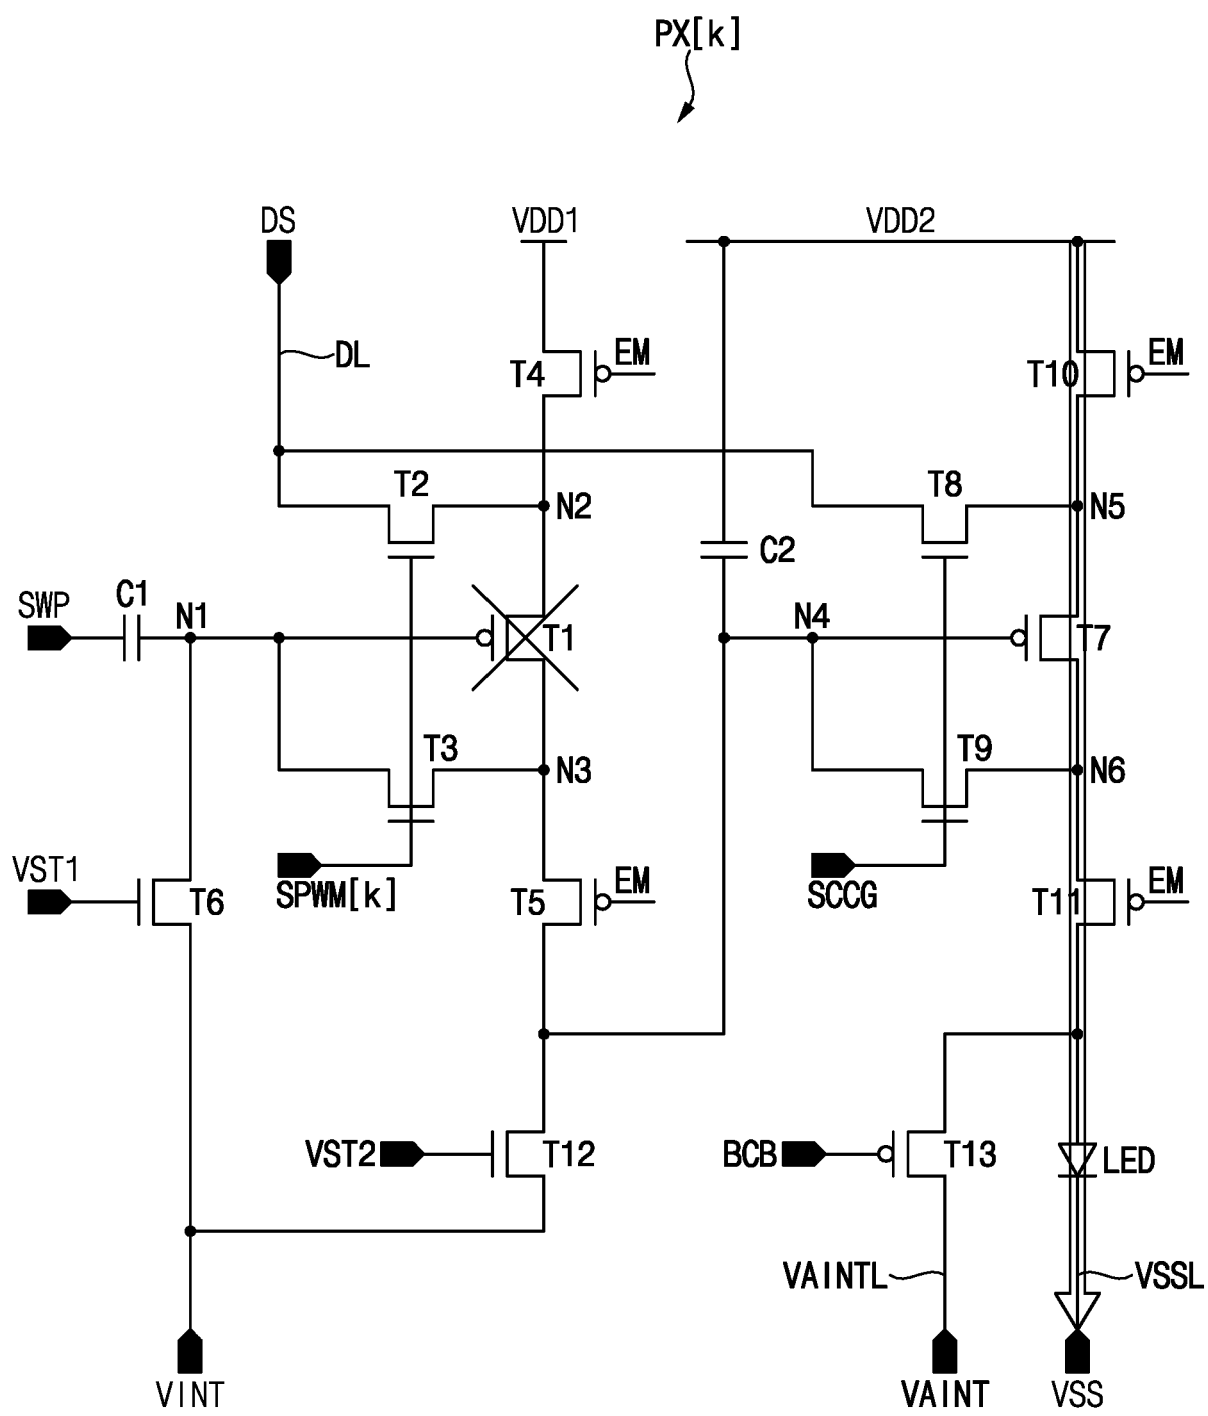 PX[k]
DS
VDD1
VDD2
DL
T4
EM
T10
EM
T2
N2
T8
N5
C2
SWP
C1
N1
T1
N4
T7
T3
N3
T9
N6
VST1
T6
SPWM[k]
T5
EM
SCCG
T11
EM
VST2
T12
BCB
T13
LED
VAINTL
VSSL
VINT
VAINT
VSS